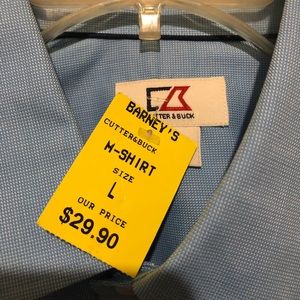 BARNEY'S
CUTTER&BUCK
M-SHIRT
SIZE
L
OUR PRICE
$29.90
CUTTER & BUCK